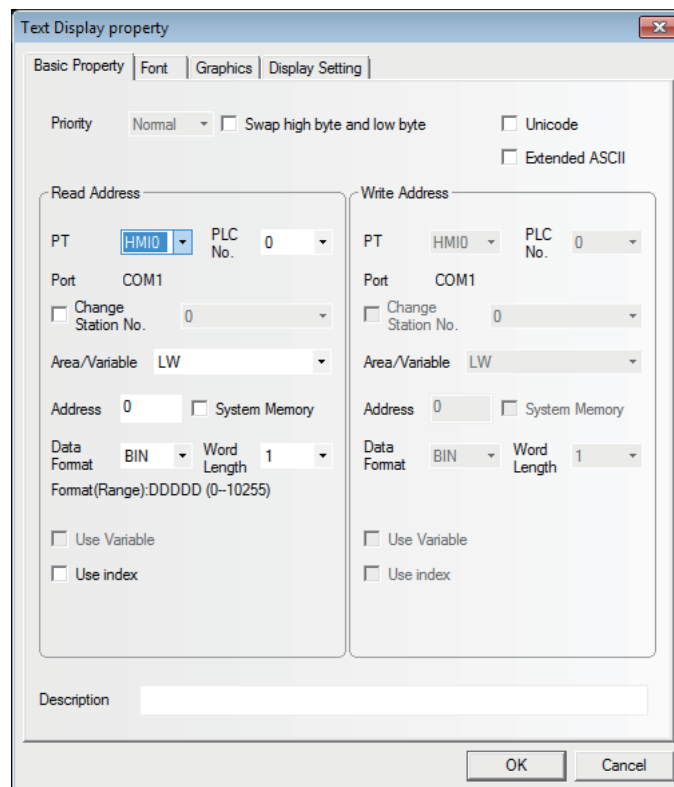 Text Display property
Basic Property Font Graphics Display Setting
Priority Normal Swap high byte and low byte Unicode
Extended ASCII
Read Address
PT HMI0 PLC No. 0
Port COM1
Change Station No. 0
Area/Variable LW
Address 0 System Memory
Data Format BIN Word Length 1
Format(Range):DDDDD (0--10255)
Use Variable
Use index
Write Address
PT HMI0 PLC No. 0
Port COM1
Change Station No. 0
Area/Variable LW
Address 0 System Memory
Data Format BIN Word Length 1
Use Variable
Use index
Description
OK Cancel